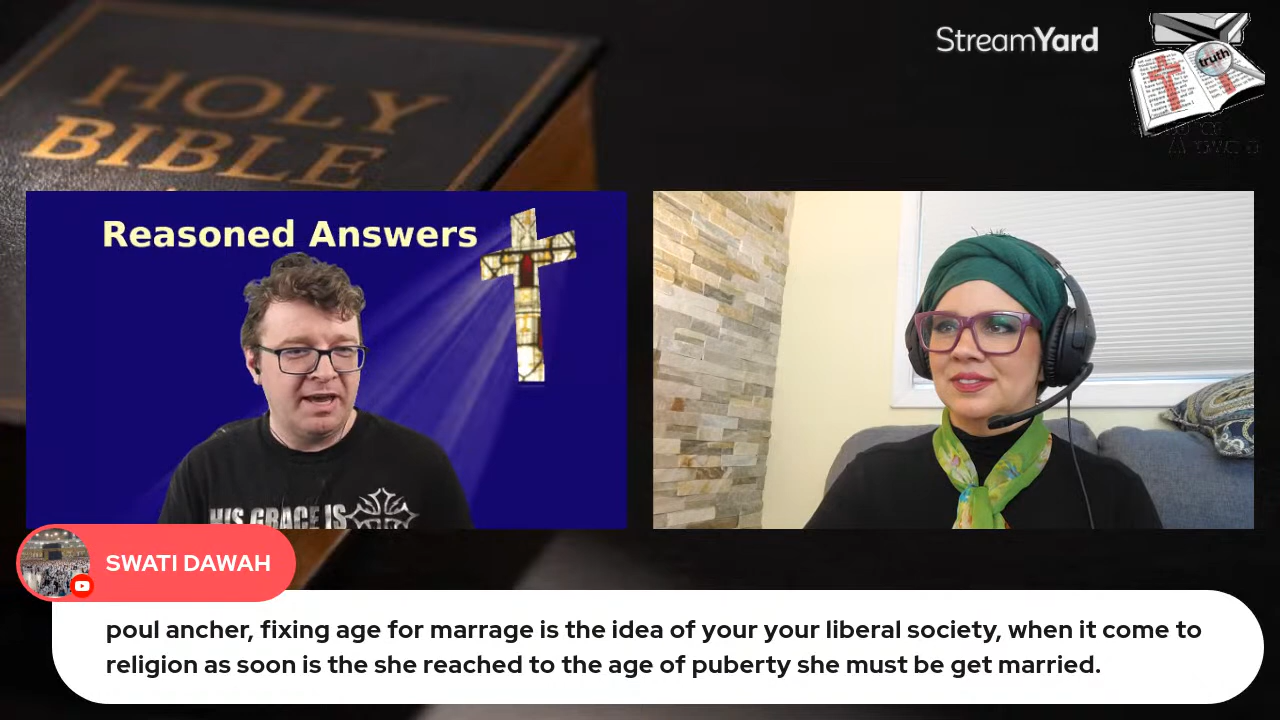 HOLY
BIBLE
StreamYard
truth
Reasoned Answers
HIS GRACE IS
SWATI DAWAH
poul ancher, fixing age for marrage is the idea of your your liberal society, when it come to
religion as soon is the she reached to the age of puberty she must be get married.